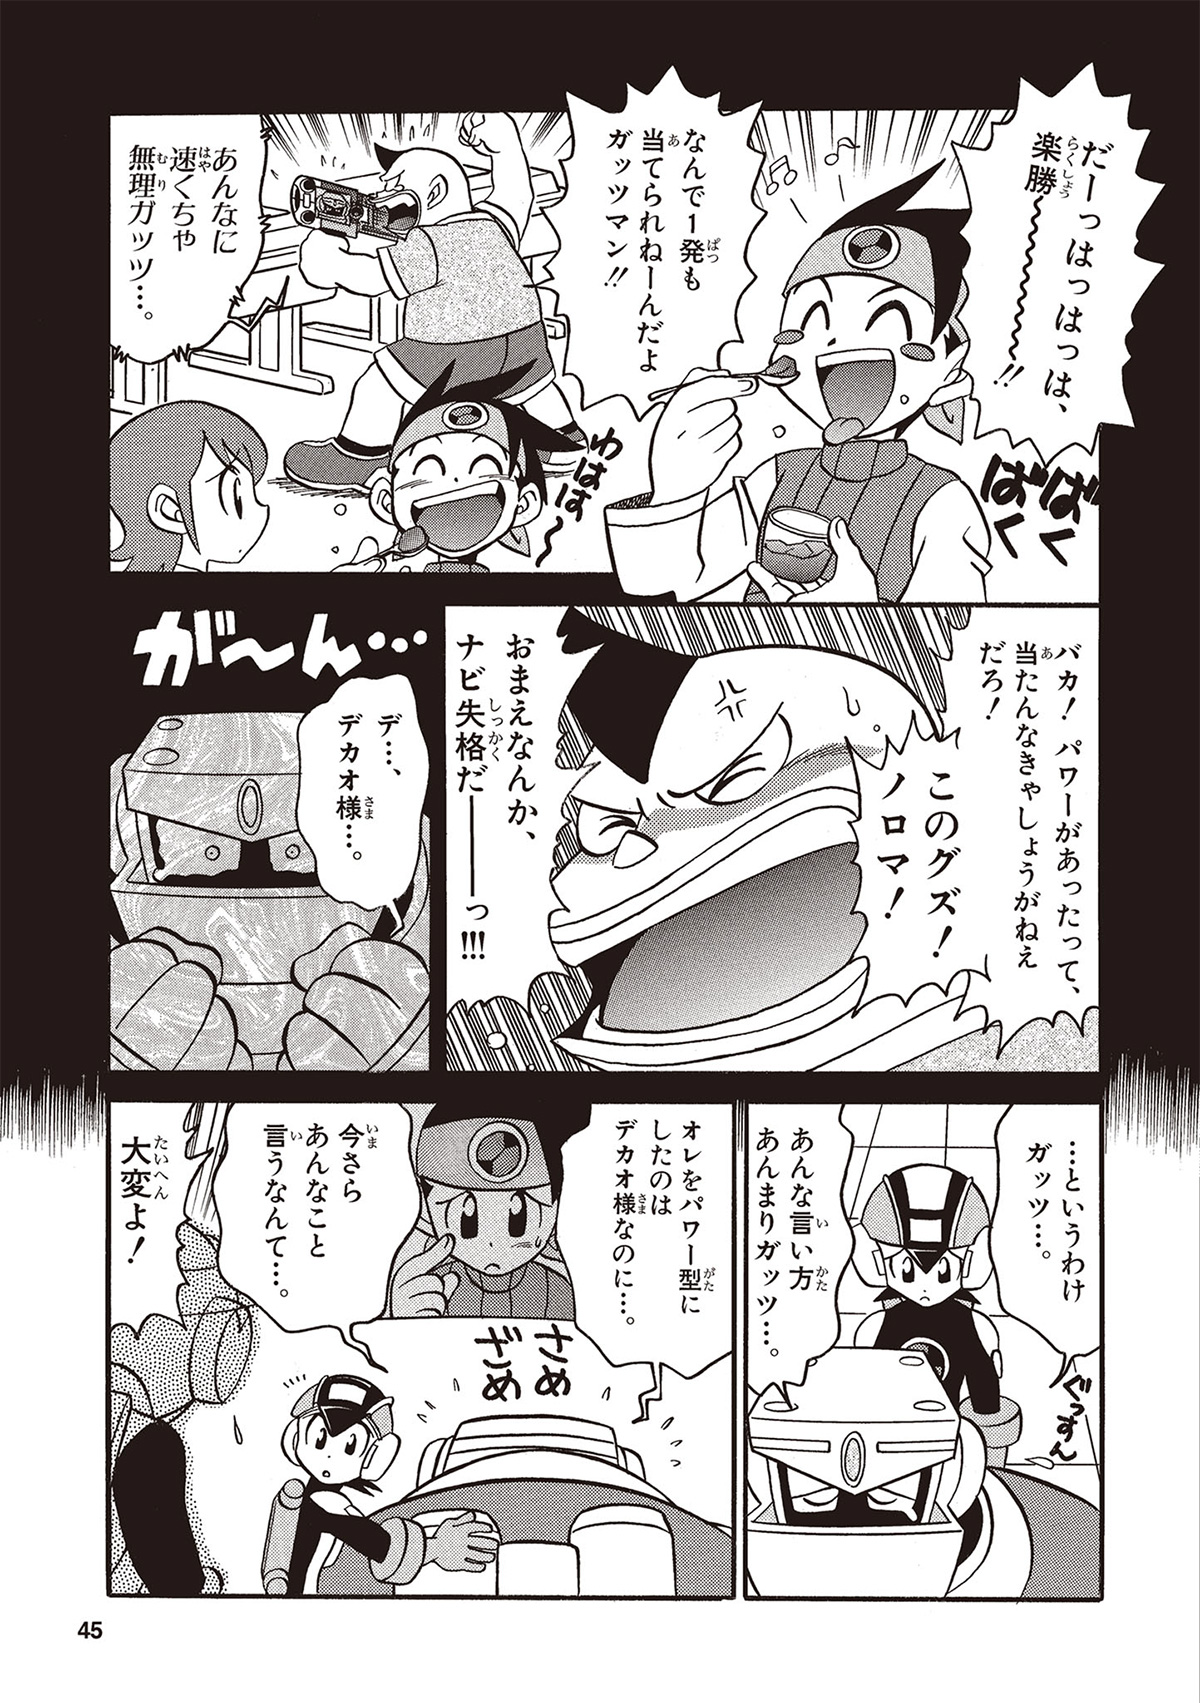 だーっはっはっは、
楽勝〜〜〜〜!!
なんで1発も
当てられねーんだよ
ガッツマン!!
あんなに
速くちゃ
無理ガッツ…。
ばく
ばく
わはは〜
バカ！パワーがあったって、
当たんなきゃしょうがねえ
だろ！
このグズ！
ノロマ！
おまえなんか、
ナビ失格だ――――っ!!!
が〜ん…
デ…、
デカオ様…。
…というわけ
ガッツ…。
あんな言い方
あんまりガッツ…。
ぐっすん
オレをパワー型に
したのは
デカオ様なのに…。
今さら
あんなこと
言うなんて…。
さめ
ざめ
大変よ！
45